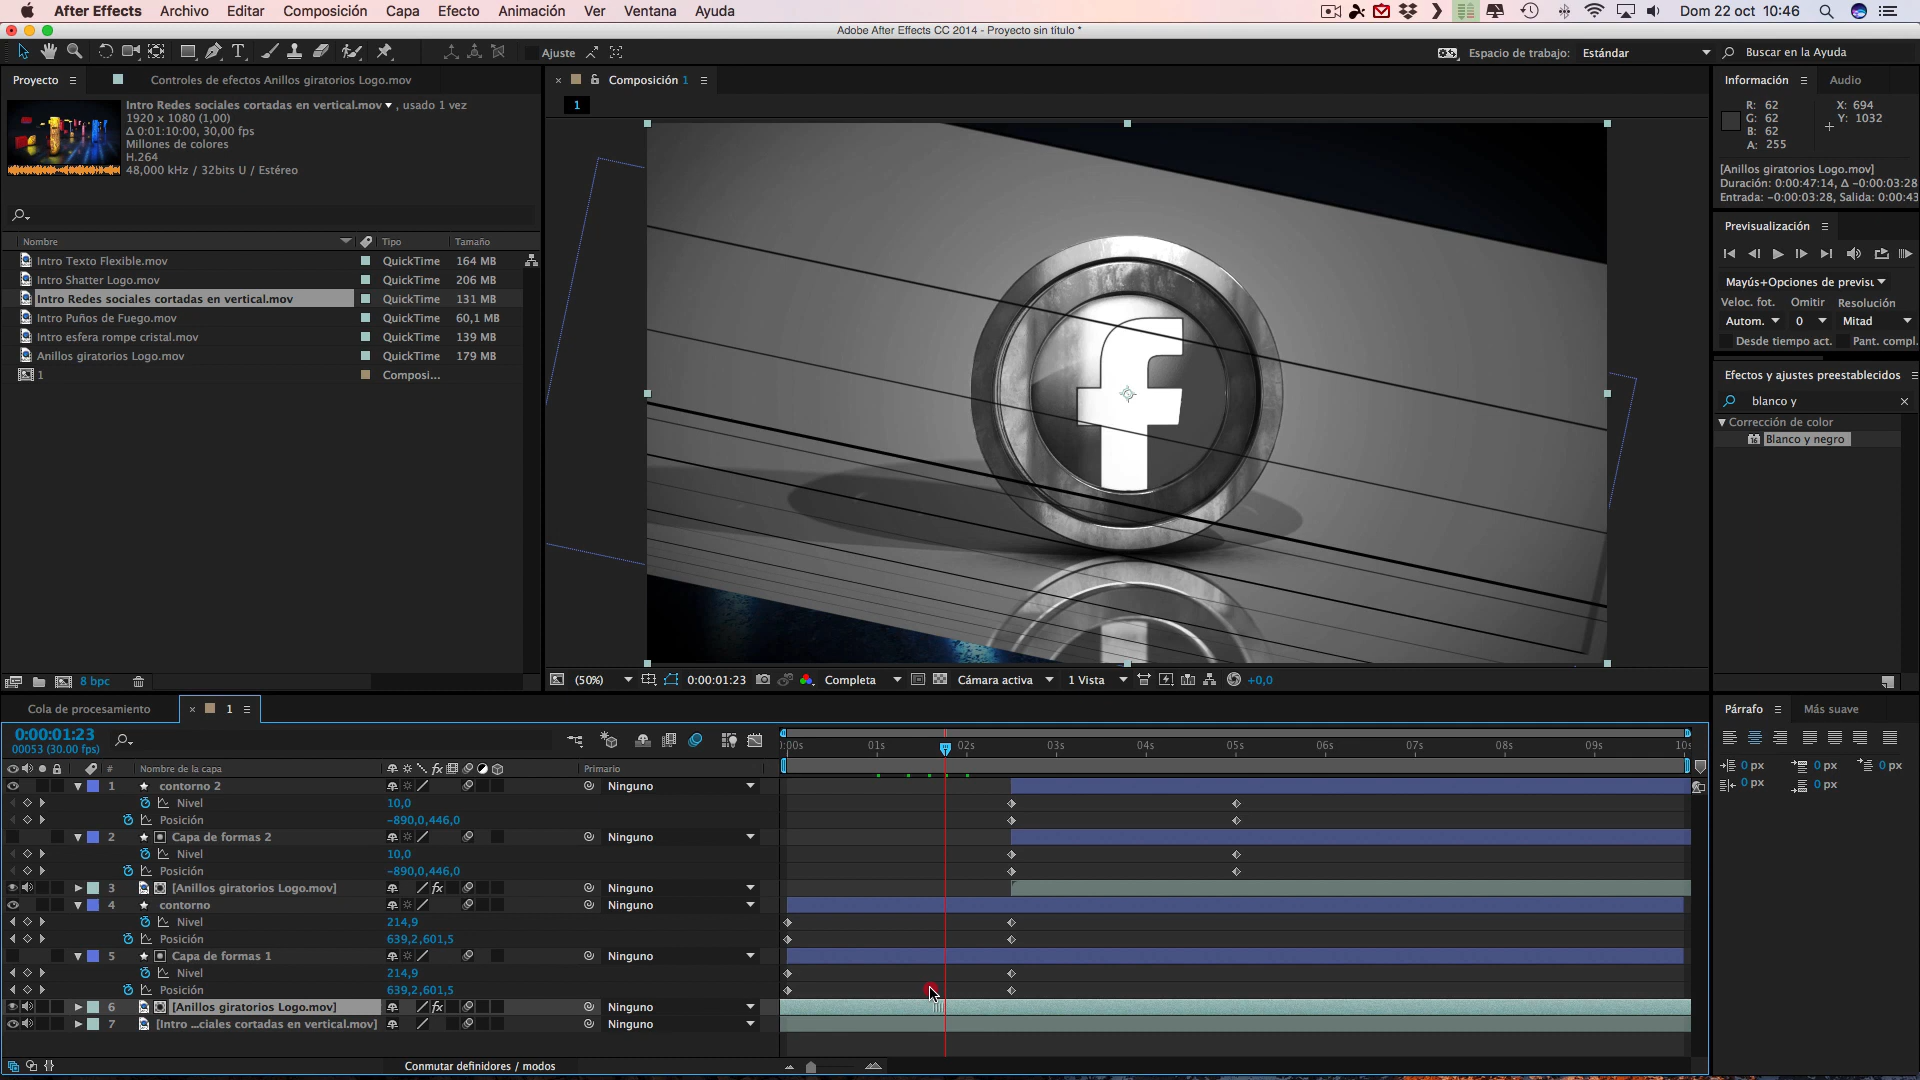 After Effects Archivo Editar Composición Capa Efecto Animación Ver Ventana Ayuda Dom 22 oct 10:46
Adobe After Effects CC 2014 - Proyecto sin título *
Ajuste Espacio de trabajo: Estándar Buscar en la Ayuda
Proyecto Controles de efectos Anillos giratorios Logo.mov
Composición 1
1
Intro Redes sociales cortadas en vertical.mov , usado 1 vez
1920 x 1080 (1,00)
Δ 0:01:10:00, 30,00 fps
Millones de colores
H.264
48,000 kHz / 32bits U / Estéreo
Nombre Tipo Tamaño
Intro Texto Flexible.mov QuickTime 164 MB
Intro Shatter Logo.mov QuickTime 206 MB
Intro Redes sociales cortadas en vertical.mov QuickTime 131 MB
Intro Puños de Fuego.mov QuickTime 60,1 MB
Intro esfera rompe cristal.mov QuickTime 139 MB
Anillos giratorios Logo.mov QuickTime 179 MB
1 Composi...
8 bpc
f
(50%) 0:00:01:23 Completa Cámara activa 1 Vista +0,0
Información Audio
R: 62 X: 694
G: 62 Y: 1032
B: 62
A: 255
[Anillos giratorios Logo.mov]
Duración: 0:00:47:14, Δ -0:00:03:28
Entrada: -0:00:03:28, Salida: 0:00:43
Previsualización
Mayús+Opciones de previsu
Veloc. fot. Omitir Resolución
Autom. 0 Mitad
Desde tiempo act. Pant. compl.
Efectos y ajustes preestablecidos
blanco y
Corrección de color
Blanco y negro
Cola de procesamiento 1
0:00:01:23
00053 (30.00 fps)
:00s 01s 02s 03s 04s 05s 06s 07s 08s 09s 10s
# Nombre de la capa fx Primario
1 contorno 2 Ninguno
Nivel 10,0
Posición -890,0,446,0
2 Capa de formas 2 Ninguno
Nivel 10,0
Posición -890,0,446,0
3 [Anillos giratorios Logo.mov] fx Ninguno
4 contorno Ninguno
Nivel 214,9
Posición 639,2,601,5
5 Capa de formas 1 Ninguno
Nivel 214,9
Posición 639,2,601,5
6 [Anillos giratorios Logo.mov] fx Ninguno
7 [Intro ...ciales cortadas en vertical.mov] Ninguno
Conmutar definidores / modos
Párrafo Más suave
0 px 0 px 0 px
0 px 0 px